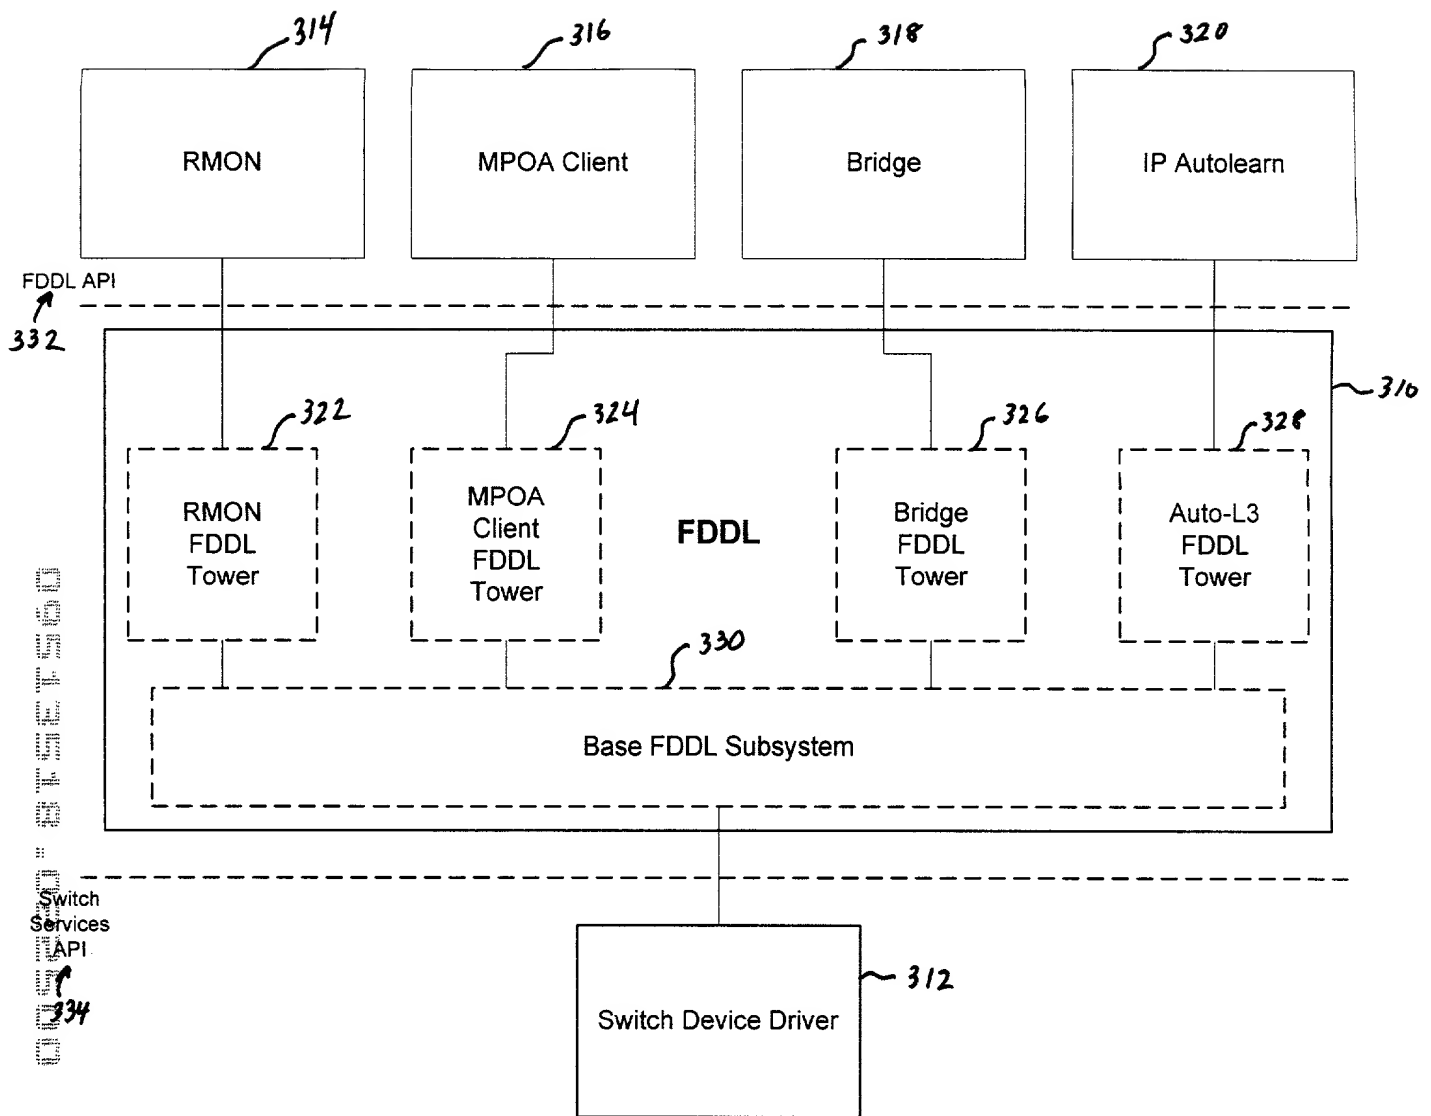 314
316
318
320
RMON
MPOA Client
Bridge
IP Autolearn
FDDL API
332
310
322
324
326
328
RMON
FDDL
Tower
MPOA
Client
FDDL
Tower
FDDL
Bridge
FDDL
Tower
Auto-L3
FDDL
Tower
330
Base FDDL Subsystem
Switch
Services
API
334
312
Switch Device Driver